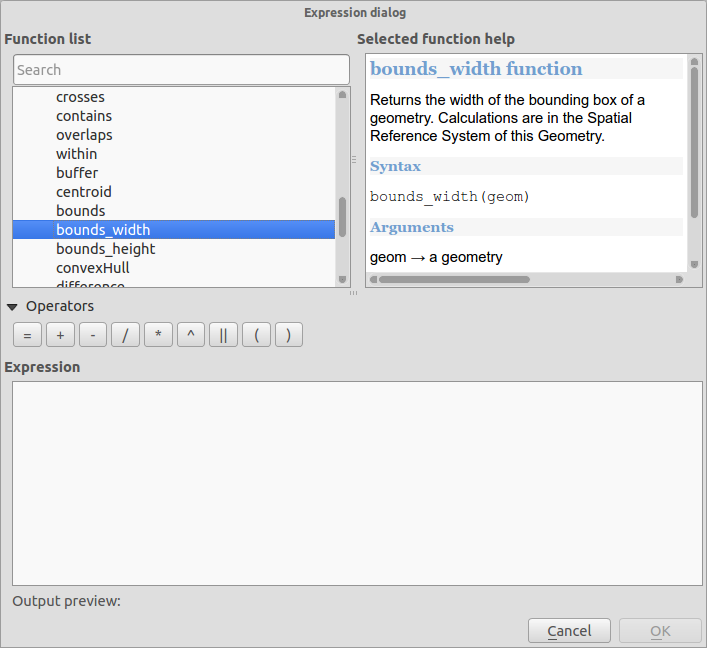 Expression dialog
Function list
Search
crosses
contains
overlaps
within
buffer
centroid
bounds
bounds_width
bounds_height
convexHull
difference
Selected function help
bounds_width function
Returns the width of the bounding box of a
geometry. Calculations are in the Spatial
Reference System of this Geometry.
Syntax
bounds_width(geom)
Arguments
geom → a geometry
Operators
= + - / * ^ || ( )
Expression
Output preview:
Cancel OK